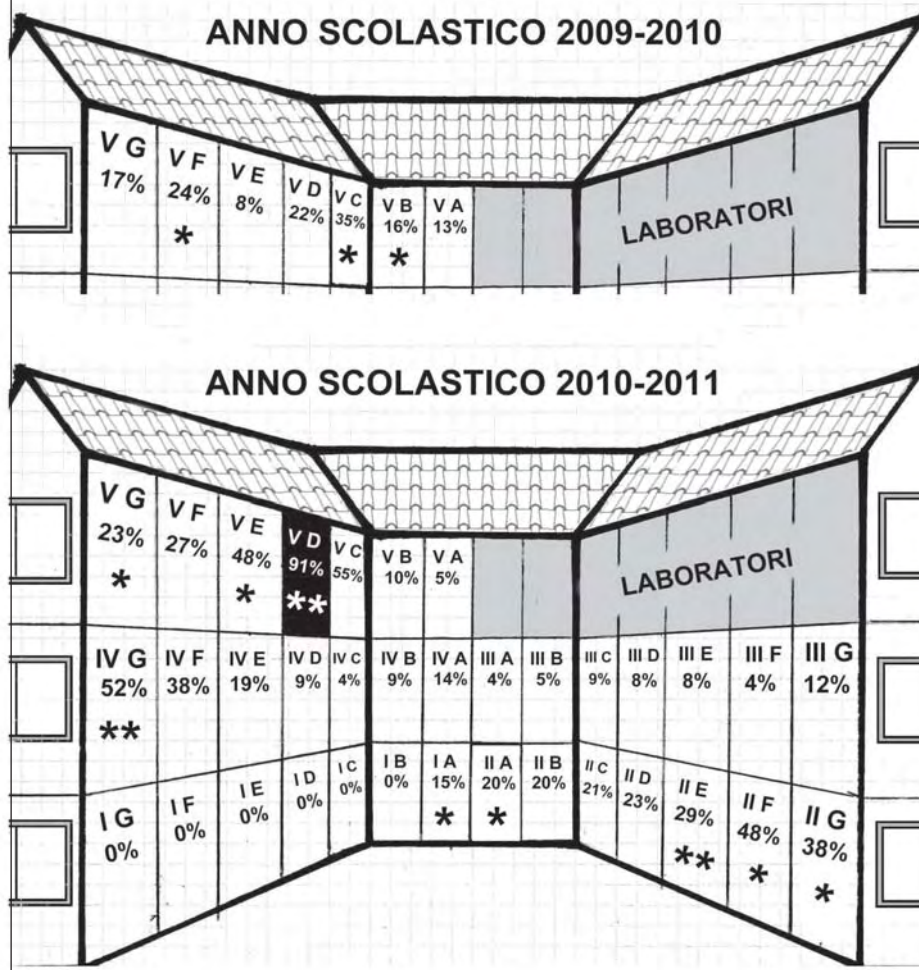 ANNO SCOLASTICO 2009-2010
V G
17%
V F
24%
*
V E
8%
V D
22%
V C
35%
*
V B
16%
*
V A
13%
LABORATORI
ANNO SCOLASTICO 2010-2011
V G
23%
*
V F
27%
V E
48%
*
V D
91%
**
V C
55%
V B
10%
V A
5%
LABORATORI
IV G
52%
**
IV F
38%
IV E
19%
IV D
9%
IV C
4%
IV B
9%
IV A
14%
III A
4%
III B
5%
III C
9%
III D
8%
III E
8%
III F
4%
III G
12%
I G
0%
I F
0%
I E
0%
I D
0%
I C
0%
I B
0%
I A
15%
*
II A
20%
*
II B
20%
II C
21%
II D
23%
II E
29%
**
II F
48%
*
II G
38%
*